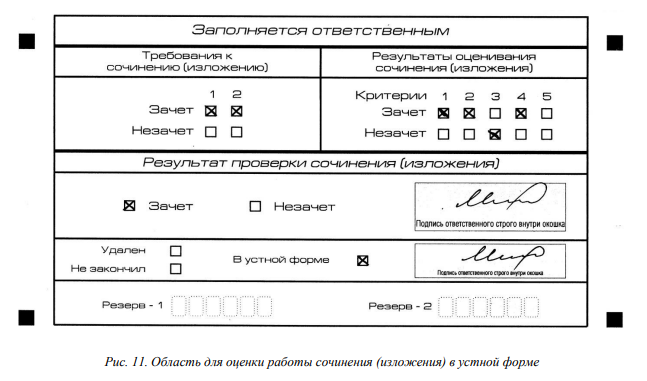 Заполняется ответственным
Требования к
сочинению (изложению)
1 2
Зачет
Незачет
Результаты оценивания
сочинения (изложения)
Критерии 1 2 3 4 5
Зачет
Незачет
Результат проверки сочинения (изложения)
Зачет
Незачет
Подпись ответственного строго внутри окошка
Удален
Не закончил
В устной форме
Подпись ответственного строго внутри окошка
Резерв - 1
Резерв - 2
Рис. 11. Область для оценки работы сочинения (изложения) в устной форме